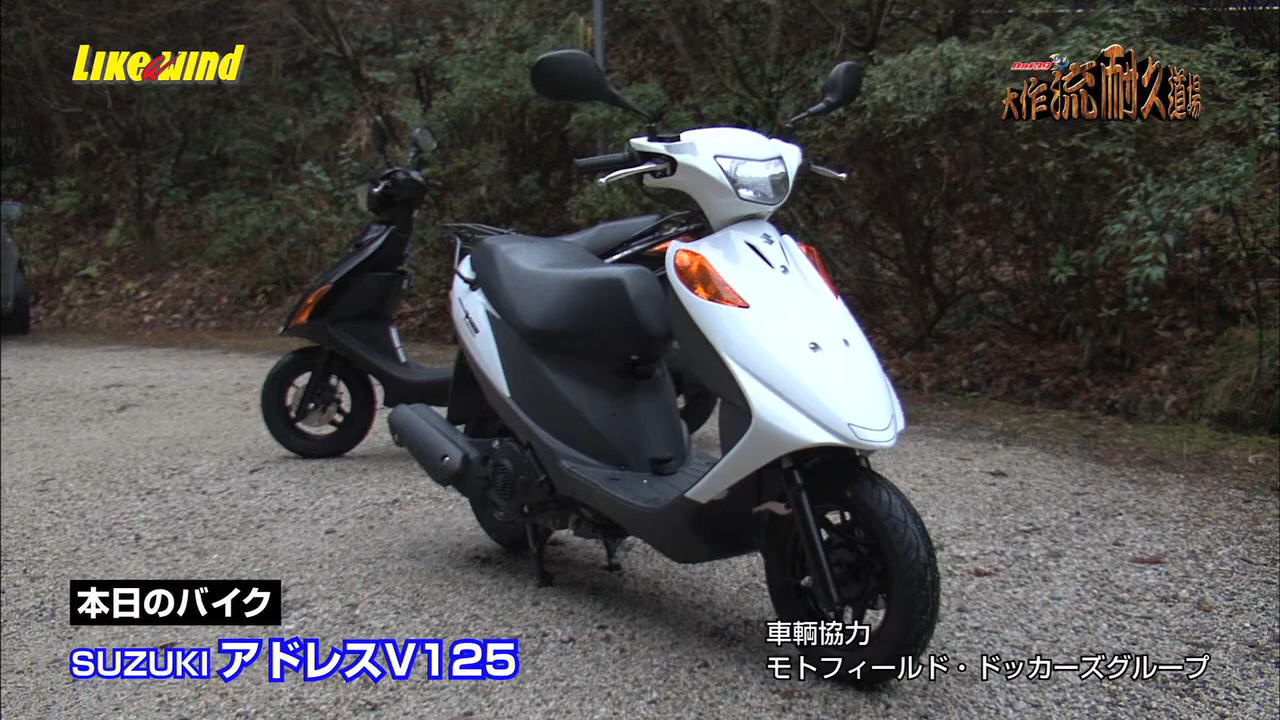 LIKE a WIND
Dai39
大作流耐久道場
本日のバイク
SUZUKI アドレスV125
車輌協力
モトフィールド・ドッカーズグループ